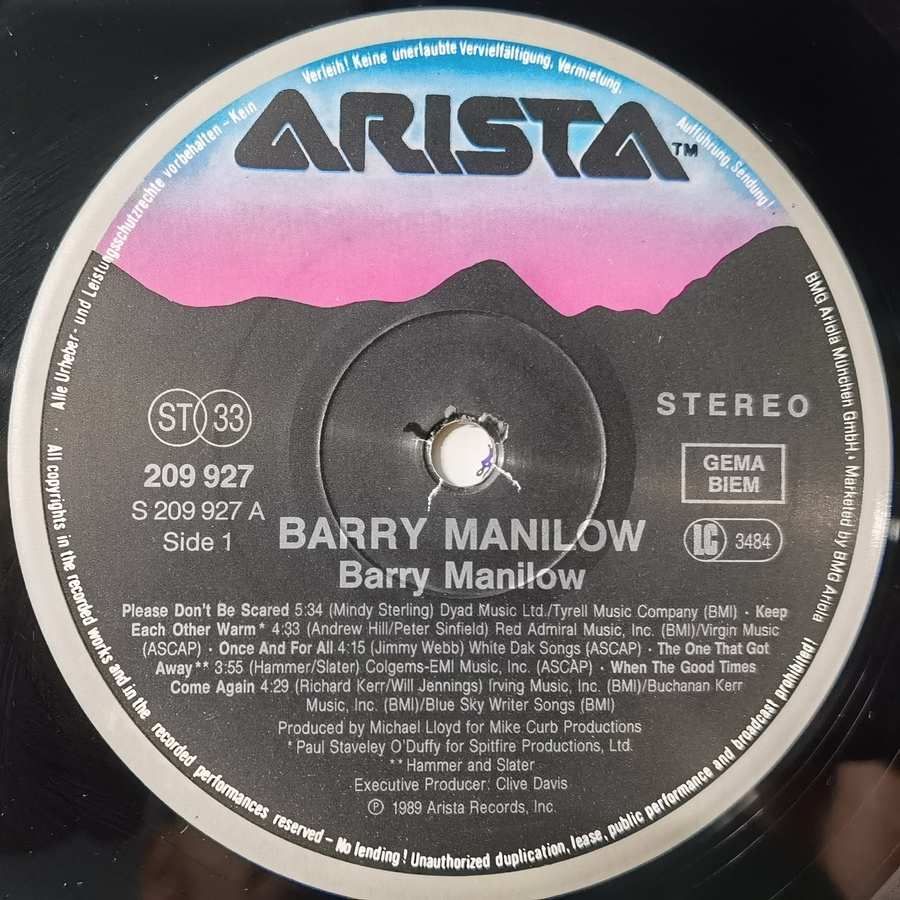 Alle Urheber- und Leistungsschutzrechte vorbehalten – Kein Verleih! Keine unerlaubte Vervielfältigung, Vermietung, Aufführung, Sendung!
ARISTA™
ST 33
STEREO
209 927
S 209 927 A
Side 1
GEMA
BIEM
LC 3484
BARRY MANILOW
Barry Manilow
Please Don't Be Scared 5:34 (Mindy Sterling) Dyad Music Ltd./Tyrell Music Company (BMI) · Keep
Each Other Warm* 4:33 (Andrew Hill/Peter Sinfield) Red Admiral Music, Inc. (BMI)/Virgin Music
(ASCAP) · Once And For All 4:15 (Jimmy Webb) White Oak Songs (ASCAP) · The One That Got
Away** 3:55 (Hammer/Slater) Colgems-EMI Music, Inc. (ASCAP) · When The Good Times
Come Again 4:29 (Richard Kerr/Will Jennings) Irving Music, Inc. (BMI)/Buchanan Kerr
Music, Inc. (BMI)/Blue Sky Writer Songs (BMI)
Produced by Michael Lloyd for Mike Curb Productions
* Paul Staveley O'Duffy for Spitfire Productions, Ltd.
** Hammer and Slater
Executive Producer: Clive Davis
℗ 1989 Arista Records, Inc.
BMG Ariola München GmbH · Marketed by BMG Ariola
· All copyrights in the recorded works and in the recorded performances reserved – No lending! Unauthorized duplication, lease, public performance and broadcast prohibited!